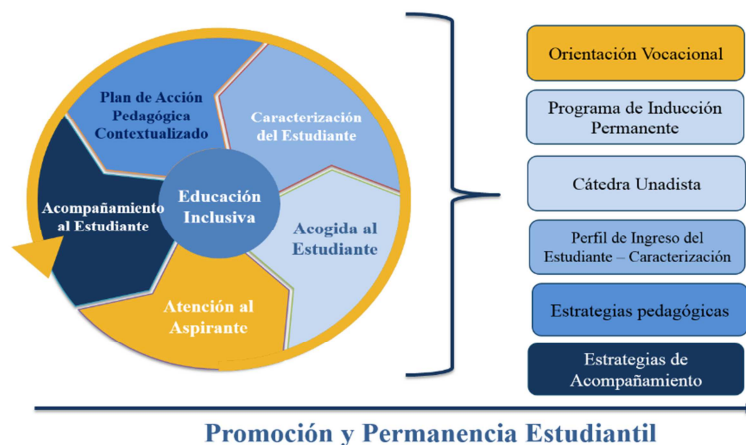 Plan de Acción
Pedagógica
Contextualizado
Caracterización
del Estudiante
Educación
Inclusiva
Acompañamiento
al Estudiante
Acogida al
Estudiante
Atención al
Aspirante
Orientación Vocacional
Programa de Inducción
Permanente
Cátedra Unadista
Perfil de Ingreso del
Estudiante – Caracterización
Estrategias pedagógicas
Estrategias de
Acompañamiento
Promoción y Permanencia Estudiantil